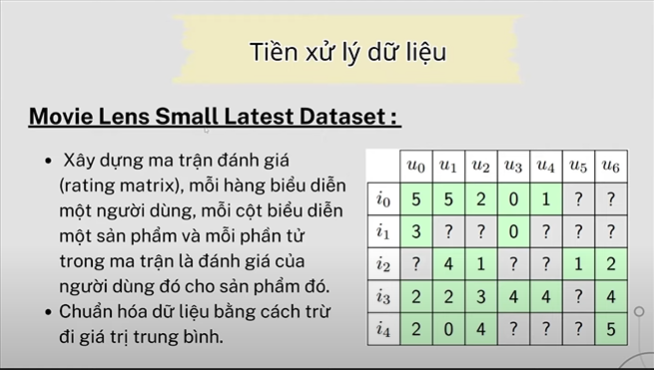 Tiền xử lý dữ liệu
Movie Lens Small Latest Dataset :
• Xây dựng ma trận đánh giá
(rating matrix), mỗi hàng biểu diễn
một người dùng, mỗi cột biểu diễn
một sản phẩm và mỗi phần tử
trong ma trận là đánh giá của
người dùng đó cho sản phẩm đó.
• Chuẩn hóa dữ liệu bằng cách trừ
đi giá trị trung bình.
u0 u1 u2 u3 u4 u5 u6
i0 5 5 2 0 1 ? ?
i1 3 ? ? 0 ? ? ?
i2 ? 4 1 ? ? 1 2
i3 2 2 3 4 4 ? 4
i4 2 0 4 ? ? ? 5